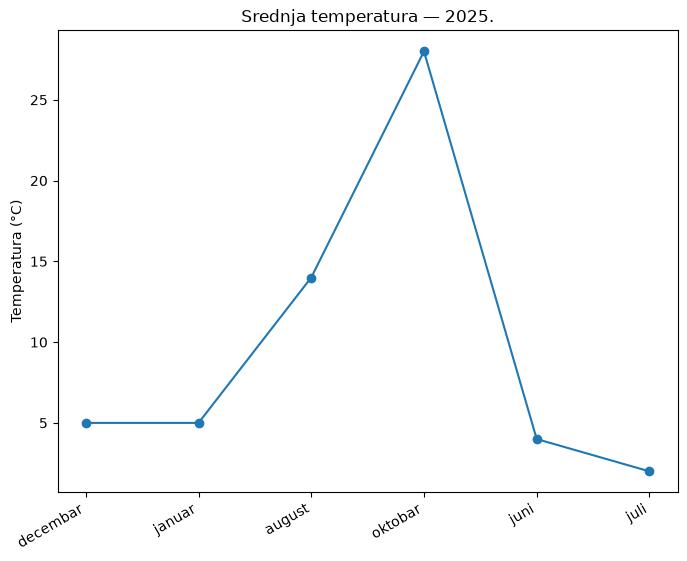 Srednja temperatura — 2025.
Temperatura (°C)
25
20
15
10
5
decembar
januar
august
oktobar
juni
juli